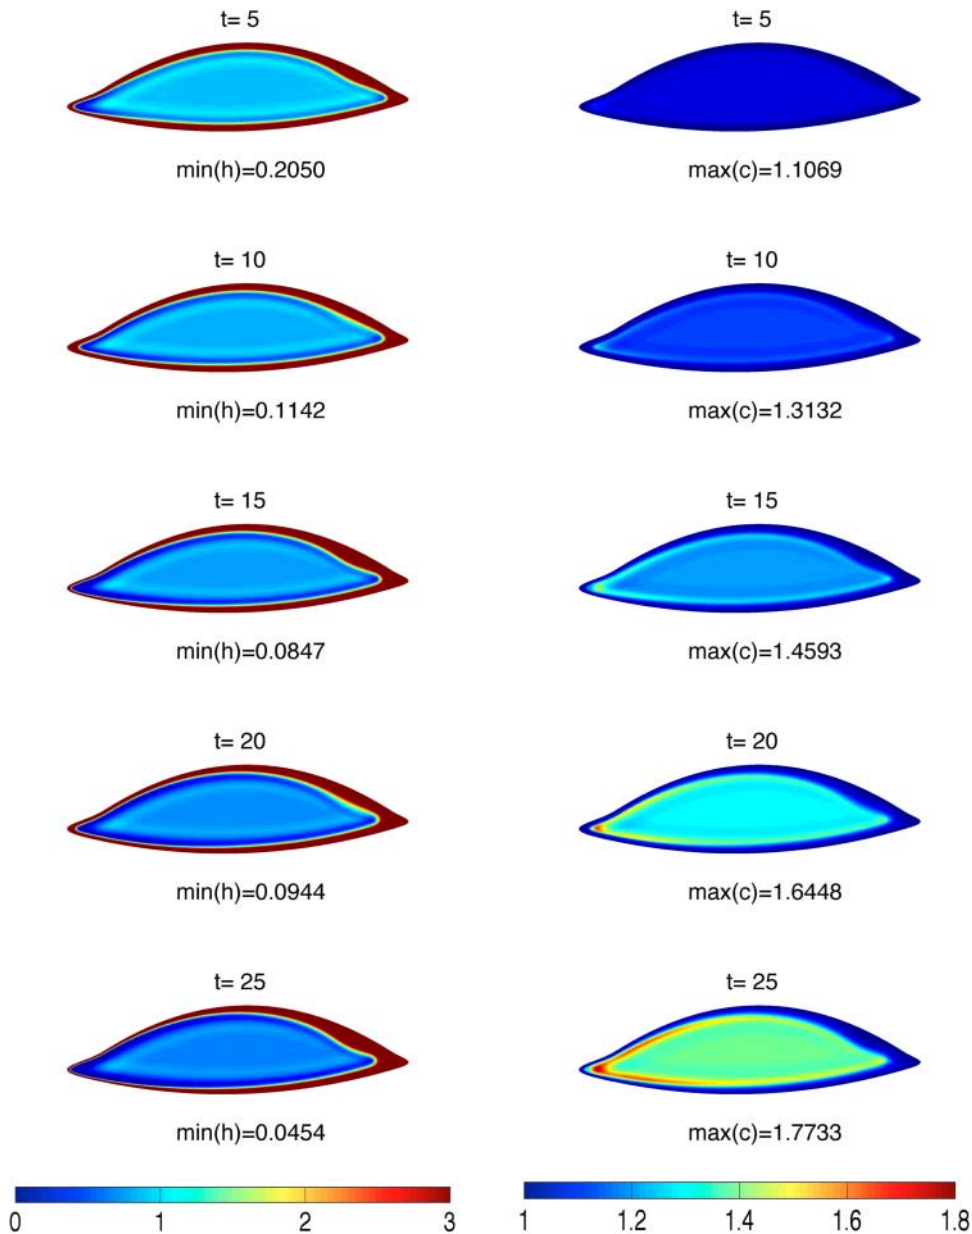 t= 5 t= 5
min(h)=0.2050 max(c)=1.1069
t= 10 t= 10
min(h)=0.1142 max(c)=1.3132
t= 15 t= 15
min(h)=0.0847 max(c)=1.4593
t= 20 t= 20
min(h)=0.0944 max(c)=1.6448
t= 25 t= 25
min(h)=0.0454 max(c)=1.7733
0 1 2 3 1 1.2 1.4 1.6 1.8